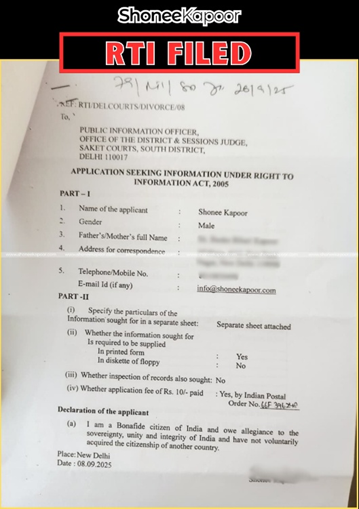 ShoneeKapoor
RTI FILED
REF: RTI/DELCOURTS/DIVORCE/08
To,
PUBLIC INFORMATION OFFICER,
OFFICE OF THE DISTRICT & SESSIONS JUDGE,
SAKET COURTS, SOUTH DISTRICT,
DELHI 110017
APPLICATION SEEKING INFORMATION UNDER RIGHT TO
INFORMATION ACT, 2005
PART – I
1. Name of the applicant : Shonee Kapoor
2. Gender : Male
3. Father's/Mother's full Name :
4. Address for correspondence :
5. Telephone/Mobile No. :
E-mail Id (if any) : info@shoneekapoor.com
PART -II
(i) Specify the particulars of the
Information sought for in a separate sheet: Separate sheet attached
(ii) Whether the information sought for
Is required to be supplied
In printed form : Yes
In diskette of floppy : No
(iii) Whether inspection of records also sought: No
(iv) Whether application fee of Rs. 10/- paid : Yes, by Indian Postal
Order No.
Declaration of the applicant
(a) I am a Bonafide citizen of India and owe allegiance to the
sovereignty, unity and integrity of India and have not voluntarily
acquired the citizenship of another country.
Place: New Delhi
Date : 08.09.2025